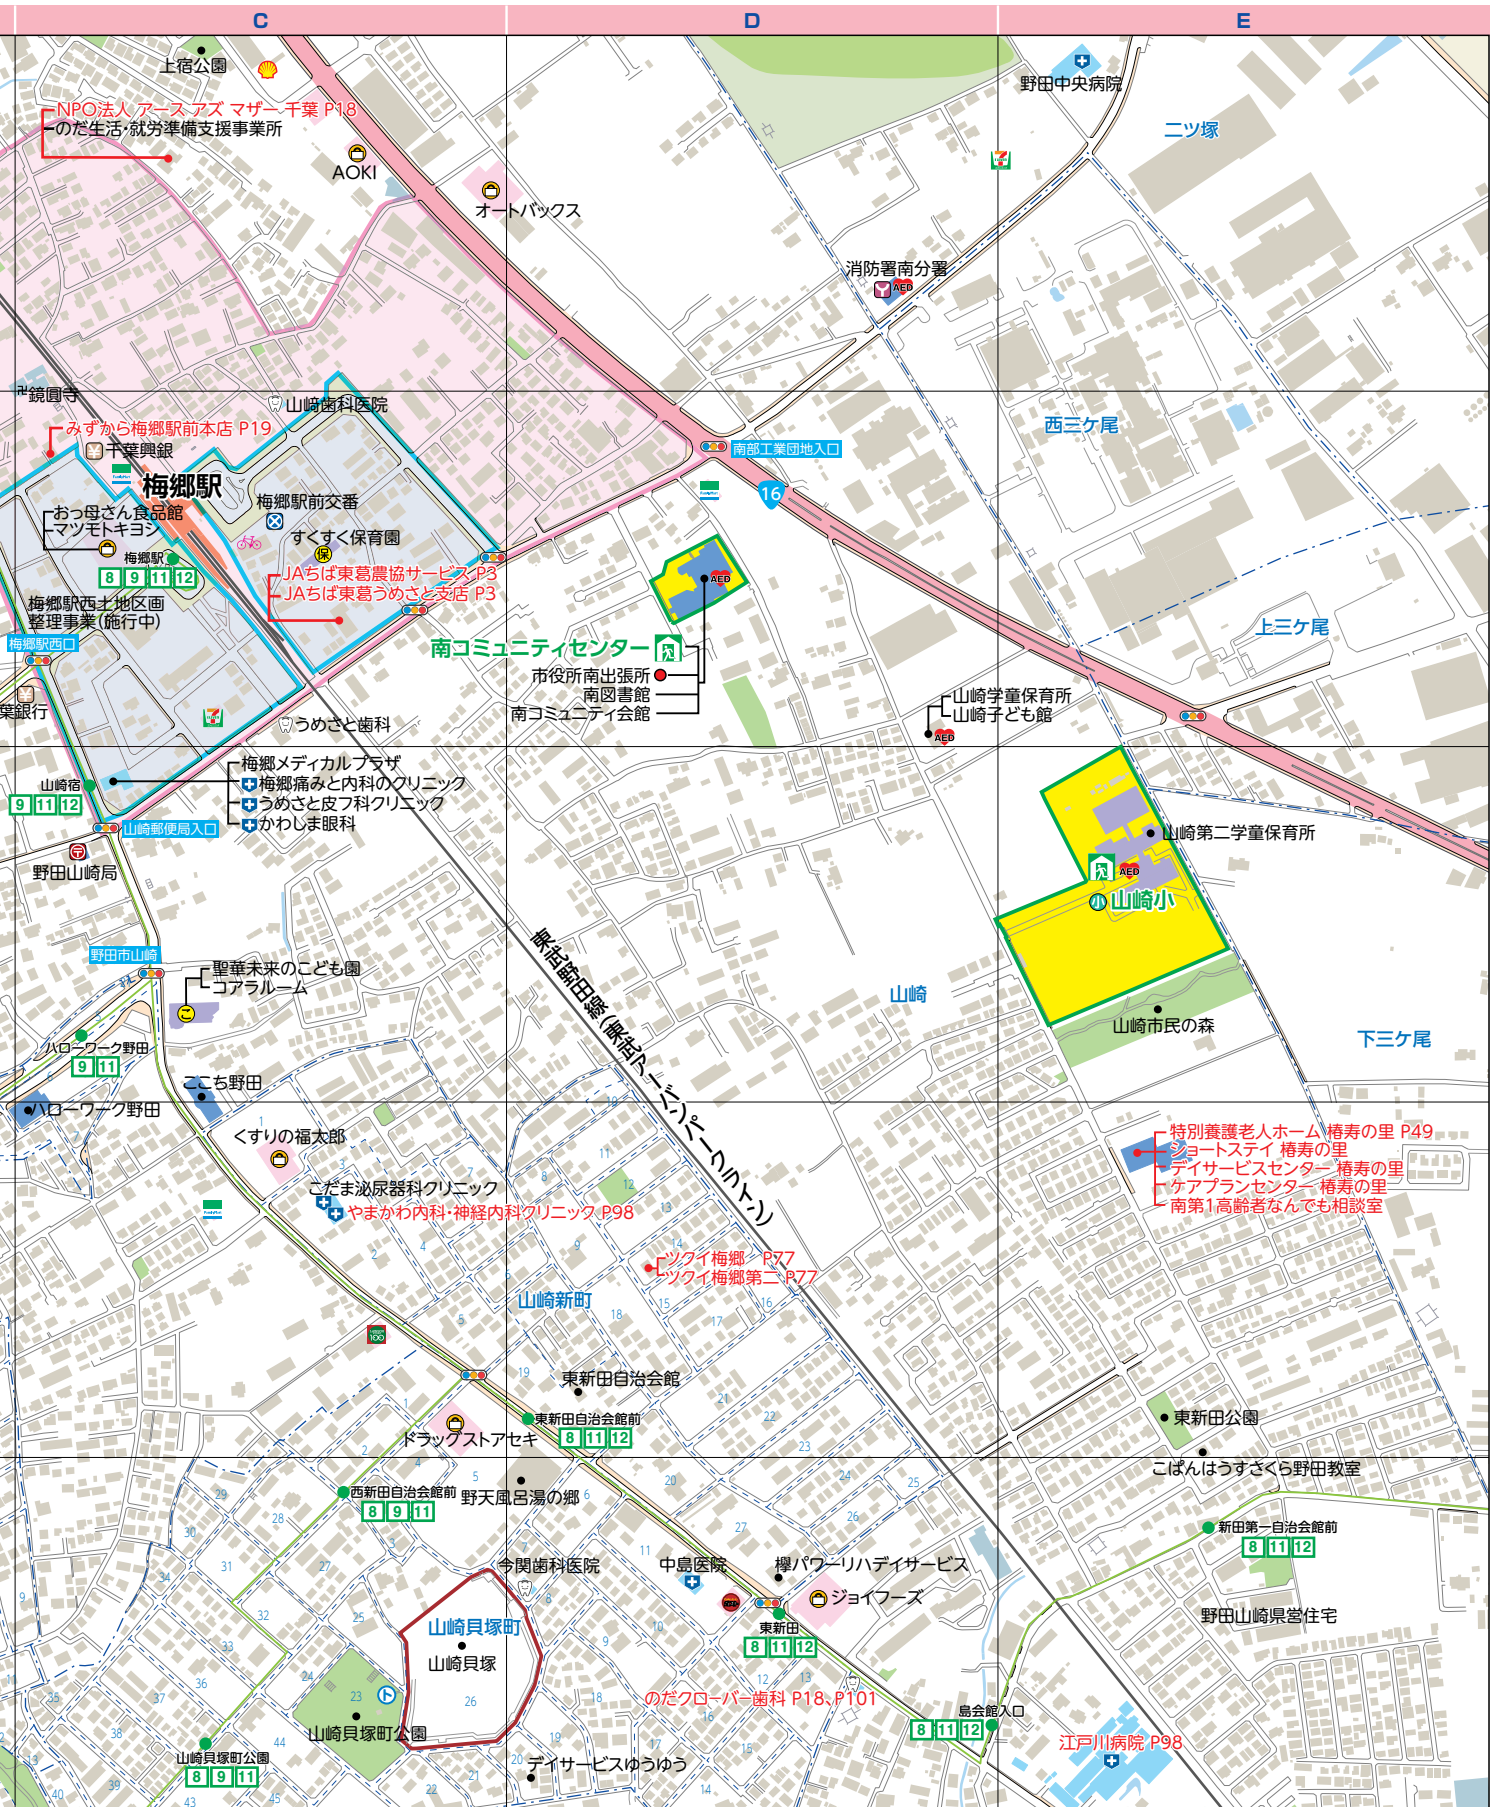 C
D
E
上宿公園
野田中央病院
NPO法人 アース アズ マザー 千葉 P18
のだ生活・就労準備支援事業所
二ツ塚
AOKI
オートバックス
消防署南分署
AED
卍鏡圓寺
山﨑歯科医院
みずから梅郷駅前本店 P19
千葉興銀
西三ケ尾
南部工業団地入口
16
梅郷駅
梅郷駅前交番
おっ母さん食品館
マツモトキヨシ
すくすく保育園
保
梅郷駅
8 9 11 12
JAちば東葛農協サービス P3
JAちば東葛うめさと支店 P3
AED
梅郷駅西土地区画
整理事業(施行中)
上三ケ尾
梅郷駅西口
南コミュニティセンター
市役所南出張所
南図書館
南コミュニティ会館
葉銀行
山崎学童保育所
山崎子ども館
AED
うめさと歯科
梅郷メディカルプラザ
梅郷痛みと内科のクリニック
うめさと皮フ科クリニック
かわしま眼科
山崎宿
9 11 12
山崎郵便局入口
山崎第二学童保育所
野田山崎局
AED
小 山崎小
東武野田線(東武アーバンパークライン)
野田市山崎
聖華未来のこども園
コアラルーム
こ
山崎
山崎市民の森
下三ケ尾
ハローワーク野田
9 11
ここち野田
ハローワーク野田
くすりの福太郎
特別養護老人ホーム 椿寿の里 P49
ショートステイ 椿寿の里
デイサービスセンター 椿寿の里
ケアプランセンター 椿寿の里
南第1高齢者なんでも相談室
こだま泌尿器科クリニック
やまかわ内科・神経内科クリニック P98
ツクイ梅郷 P77
ツクイ梅郷第二 P77
山崎新町
東新田自治会館
東新田自治会館前
8 11 12
ドラッグストアセキ
東新田公園
こぱんはうすさくら野田教室
西新田自治会館前
8 9 11
野天風呂湯の郷
新田第一自治会館前
8 11 12
今関歯科医院
中島医院
欅パワーリハデイサービス
ジョイフーズ
東新田
8 11 12
野田山崎県営住宅
山崎貝塚町
山崎貝塚
のだクローバー歯科 P18、P101
島会館入口
8 11 12
山崎貝塚町公園
江戸川病院 P98
山崎貝塚町公園
8 9 11
デイサービスゆうゆう